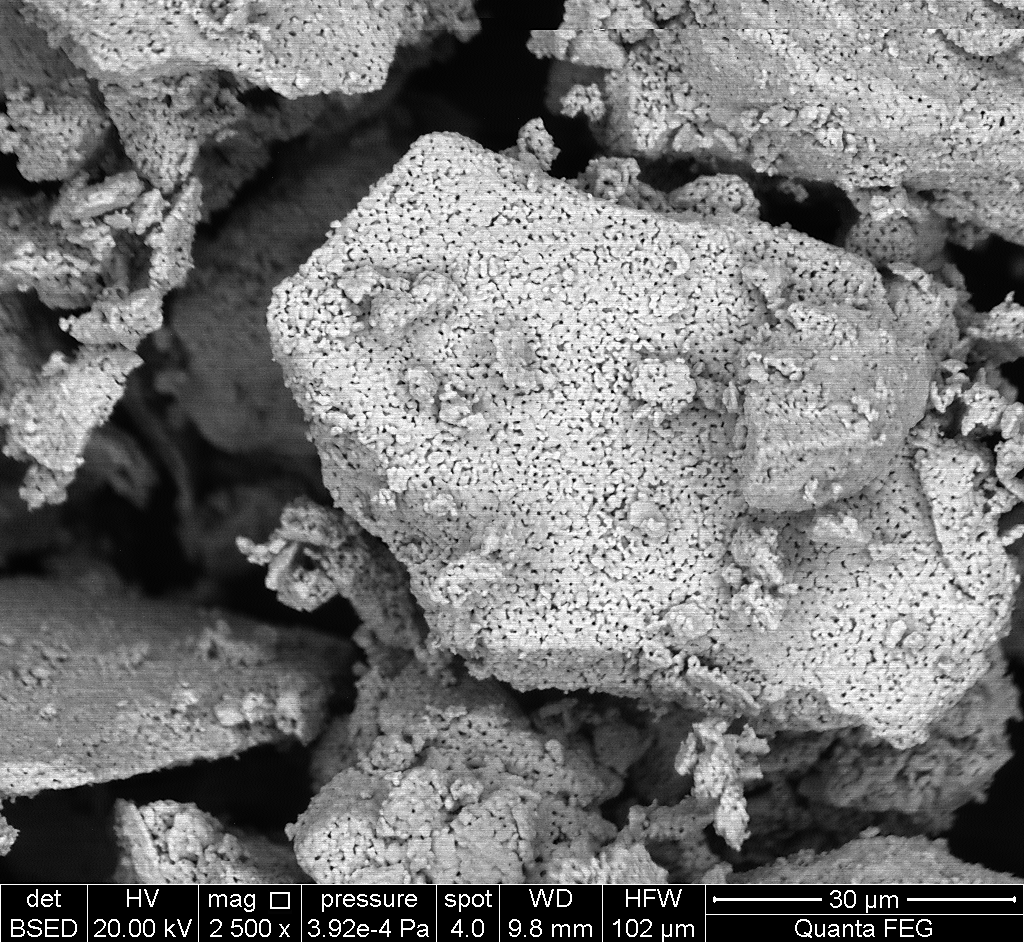 det HV mag □ pressure spot WD HFW 30 µm
BSED 20.00 kV 2 500 x 3.92e-4 Pa 4.0 9.8 mm 102 µm Quanta FEG